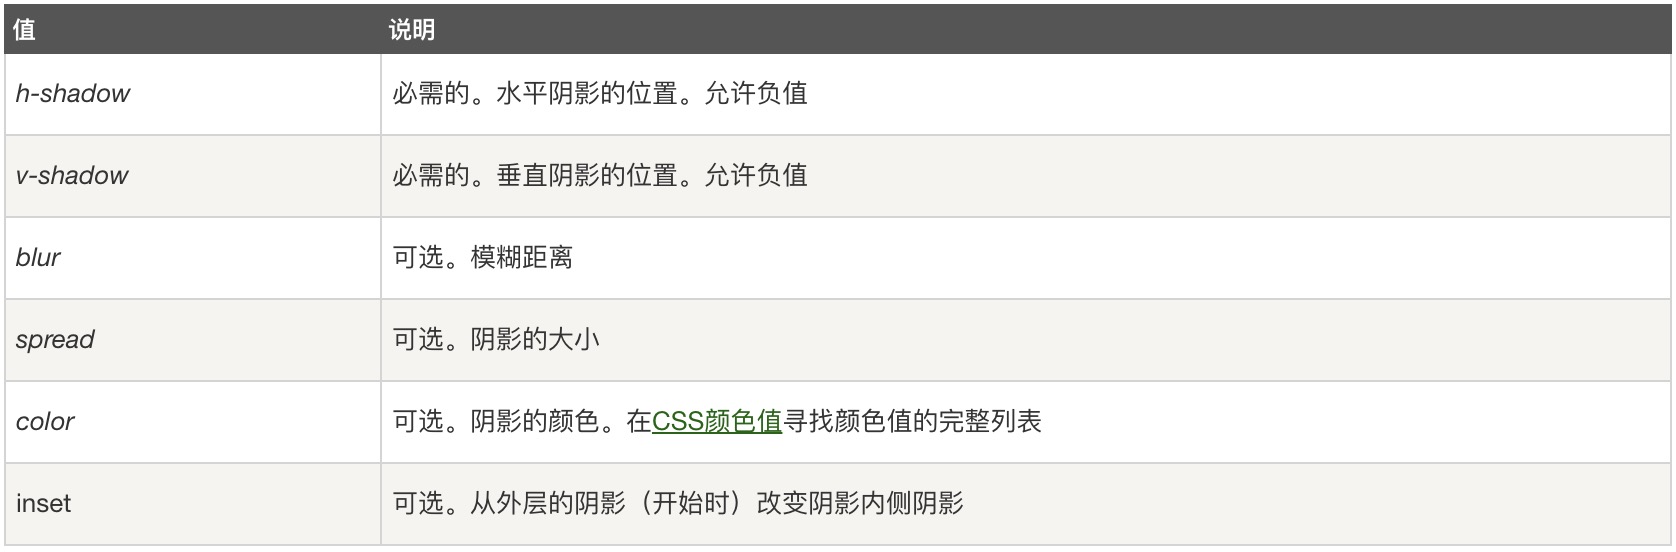 值 说明
h-shadow 必需的。水平阴影的位置。允许负值
v-shadow 必需的。垂直阴影的位置。允许负值
blur 可选。模糊距离
spread 可选。阴影的大小
color 可选。阴影的颜色。在CSS颜色值寻找颜色值的完整列表
inset 可选。从外层的阴影（开始时）改变阴影内侧阴影